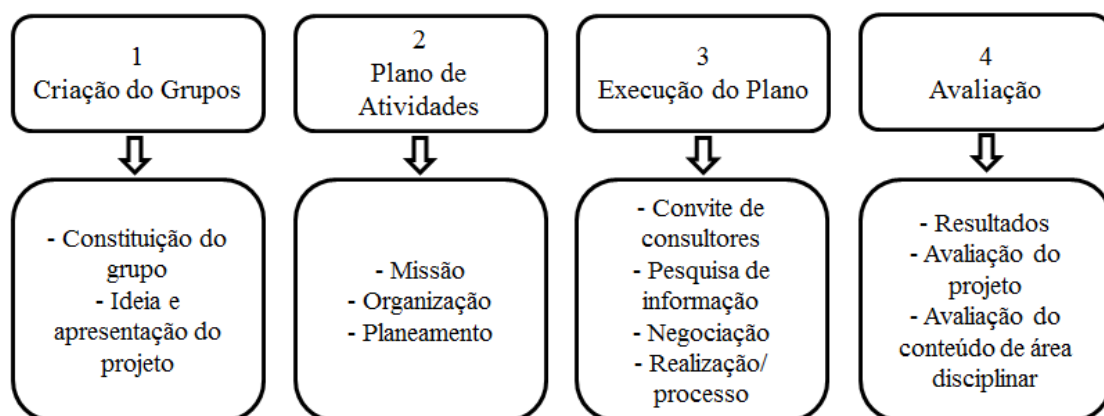 1
Criação do Grupos
2
Plano de
Atividades
3
Execução do Plano
4
Avaliação
- Constituição do
grupo
- Ideia e
apresentação do
projeto
- Missão
- Organização
- Planeamento
- Convite de
consultores
- Pesquisa de
informação
- Negociação
- Realização/
processo
- Resultados
- Avaliação do
projeto
- Avaliação do
conteúdo de área
disciplinar